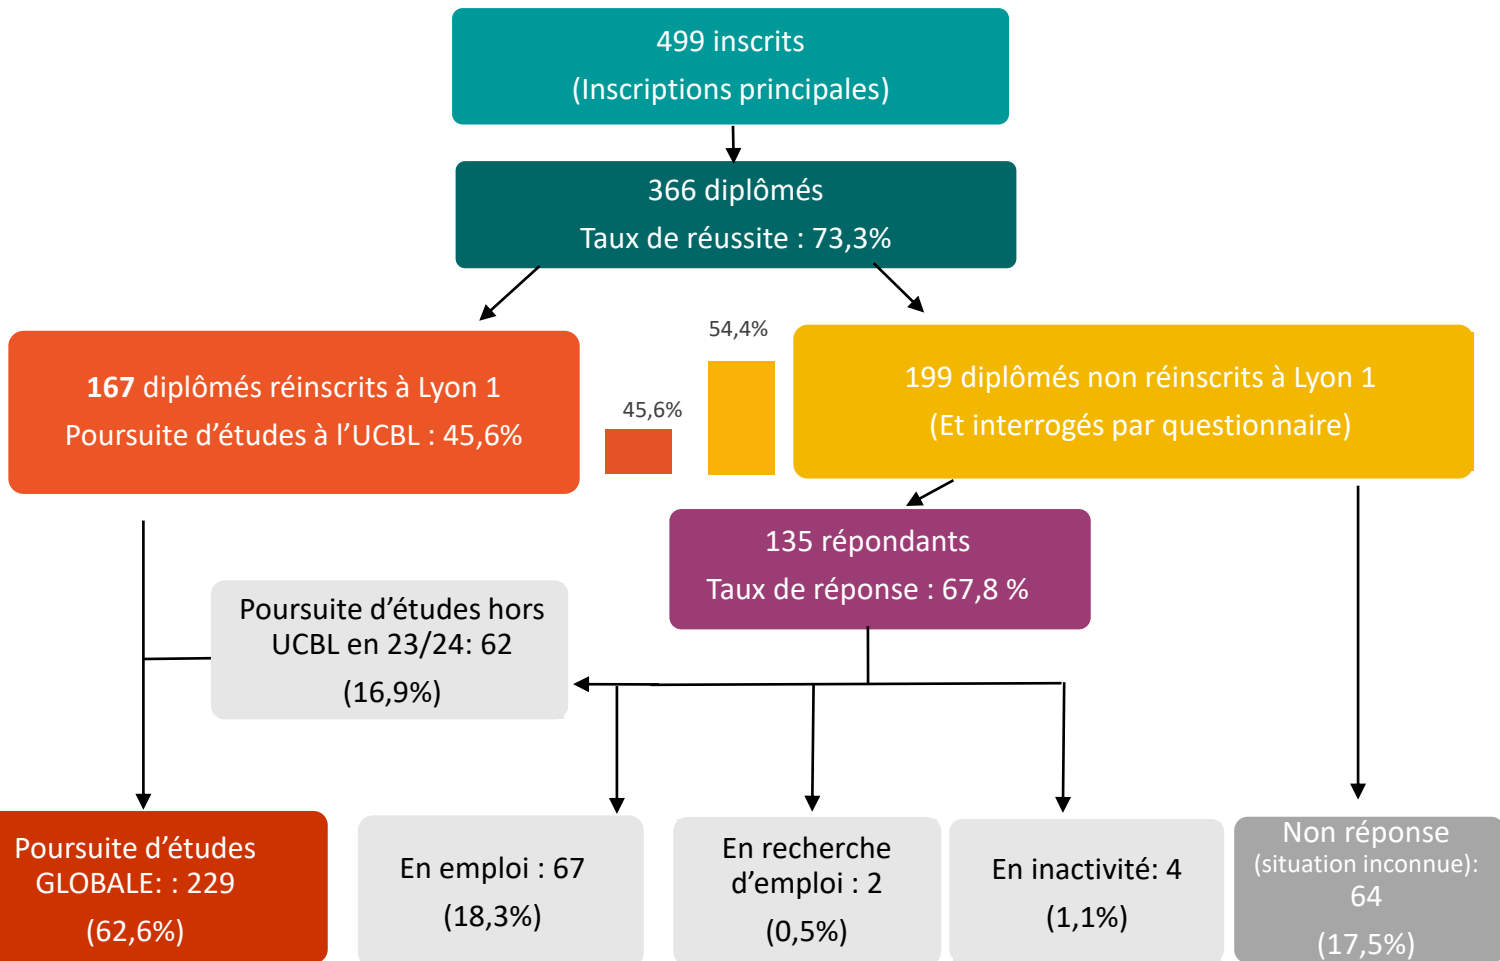 499 inscrits
(Inscriptions principales)
366 diplômés
Taux de réussite : 73,3%
167 diplômés réinscrits à Lyon 1
Poursuite d’études à l’UCBL : 45,6%
45,6%
54,4%
199 diplômés non réinscrits à Lyon 1
(Et interrogés par questionnaire)
135 répondants
Taux de réponse : 67,8 %
Poursuite d’études hors
UCBL en 23/24: 62
(16,9%)
Poursuite d’études
GLOBALE: : 229
(62,6%)
En emploi : 67
(18,3%)
En recherche
d’emploi : 2
(0,5%)
En inactivité: 4
(1,1%)
Non réponse
(situation inconnue):
64
(17,5%)